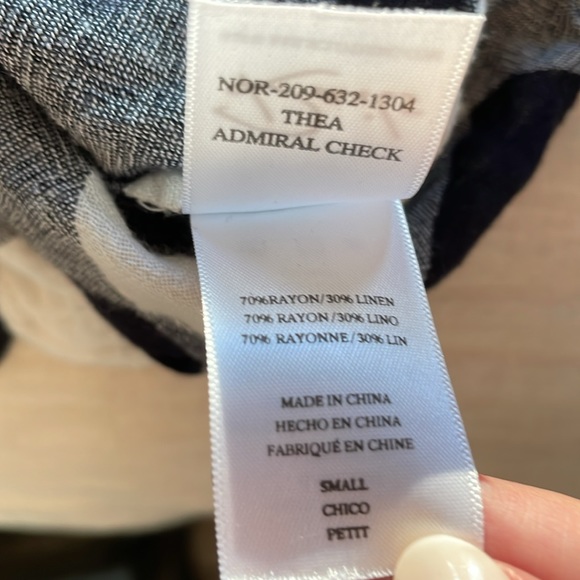 NOR-209-632-1304
THEA
ADMIRAL CHECK
70%RAYON/30% LINEN
70% RAYON/30% LINO
70% RAYONNE/30% LIN
MADE IN CHINA
HECHO EN CHINA
FABRIQUÉ EN CHINE
SMALL
CHICO
PETIT